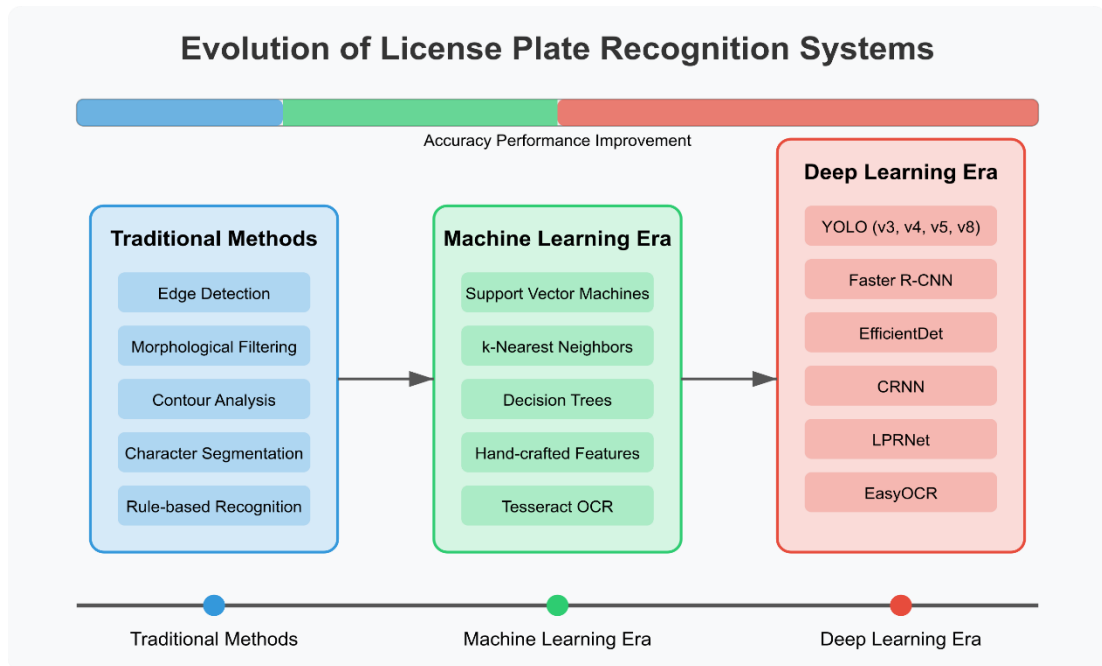 Evolution of License Plate Recognition Systems
Accuracy Performance Improvement
Traditional Methods
Edge Detection
Morphological Filtering
Contour Analysis
Character Segmentation
Rule-based Recognition
Machine Learning Era
Support Vector Machines
k-Nearest Neighbors
Decision Trees
Hand-crafted Features
Tesseract OCR
Deep Learning Era
YOLO (v3, v4, v5, v8)
Faster R-CNN
EfficientDet
CRNN
LPRNet
EasyOCR
Traditional Methods
Machine Learning Era
Deep Learning Era